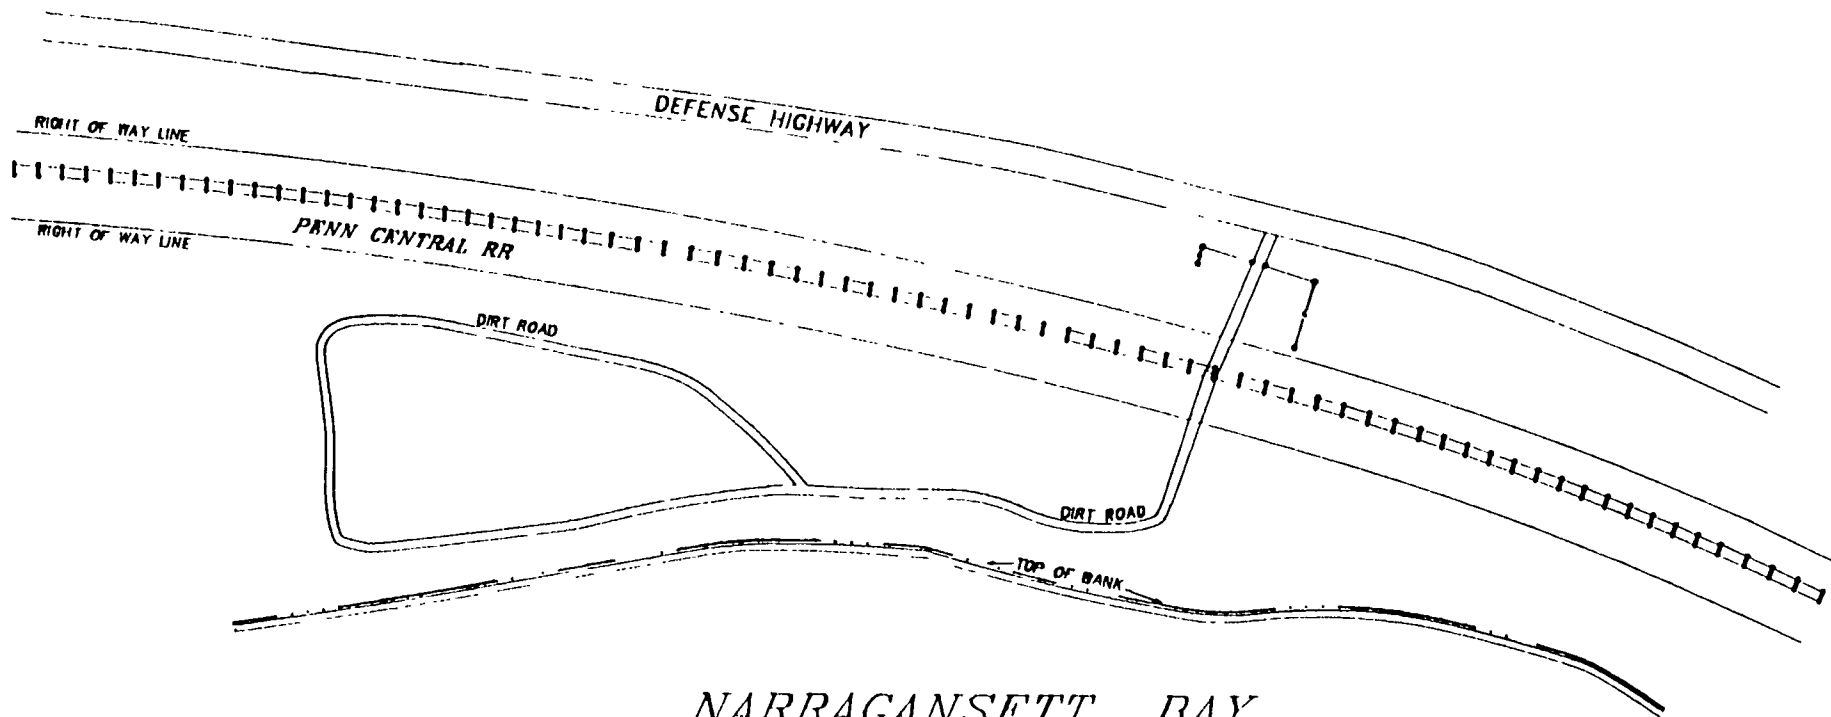 DEFENSE HIGHWAY
RIGHT OF WAY LINE
PENN CENTRAL RR
RIGHT OF WAY LINE
DIRT ROAD
DIRT ROAD
TOP OF BANK
NARRAGANSETT BAY